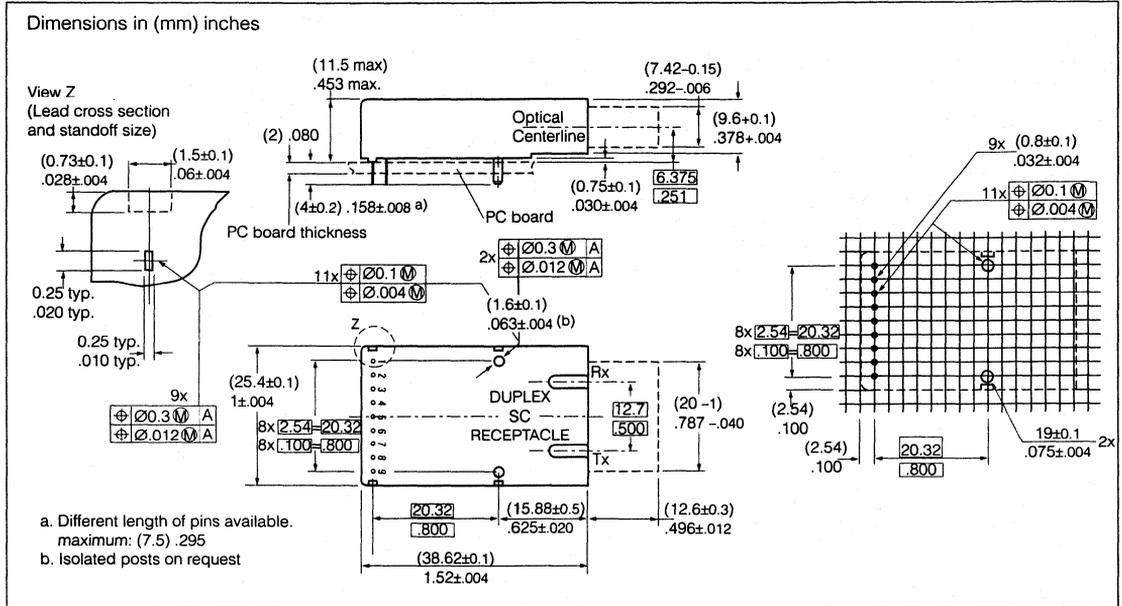 Dimensions in (mm) inches
View Z
(Lead cross section
and standoff size)
(0.73±0.1)
.028±.004
(1.5±0.1)
.06±.004
(11.5 max)
.453 max.
(2) .080
(4±0.2) .158±.008 a)
PC board thickness
Optical
Centerline
(7.42–0.15)
.292–.006
(9.6+0.1)
.378+.004
(0.75±0.1)
.030±.004
6.375
.251
PC board
0.25 typ.
.020 typ.
0.25 typ.
.010 typ.
11x ⌖ Ø0.1 Ⓜ
⌖ Ø.004 Ⓜ
2x ⌖ Ø0.3 Ⓜ A
⌖ Ø.012 Ⓜ A
(1.6±0.1)
.063±.004 (b)
9x
⌖ Ø0.3 Ⓜ A
⌖ Ø.012 Ⓜ A
Z
(25.4±0.1)
1±.004
8x 2.54=20.32
8x .100=.800
2
3
4
5
6
7
8
9
DUPLEX
SC
RECEPTACLE
Rx
Tx
12.7
.500
(20 –1)
.787 –.040
20.32
.800
(15.88±0.5)
.625±.020
(12.6±0.3)
.496±.012
(38.62±0.1)
1.52±.004
a. Different length of pins available.
maximum: (7.5) .295
b. Isolated posts on request
9x (0.8±0.1)
.032±.004
11x ⌖ Ø0.1 Ⓜ
⌖ Ø.004 Ⓜ
8x 2.54=20.32
8x .100=.800
(2.54)
.100
(2.54)
.100
20.32
.800
19±0.1
.075±.004 2x